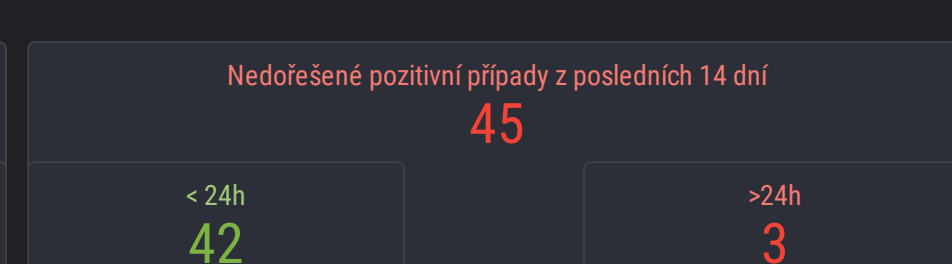 Nedořešené pozitivní případy z posledních 14 dní
45
< 24h
>24h
42
3